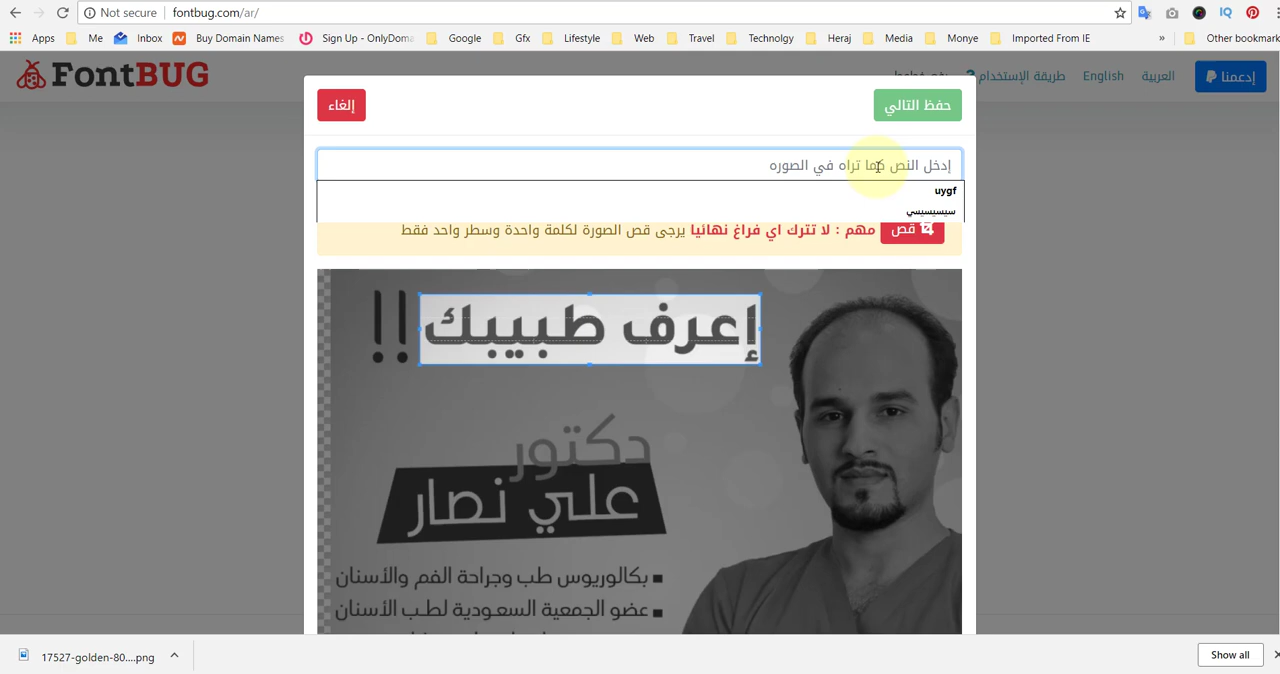 Not secure | fontbug.com/ar/
Apps Me Inbox Buy Domain Names Sign Up - OnlyDoma Google Gfx Lifestyle Web Travel Technolgy Heraj Media Monye Imported From IE » Other bookmark
FontBUG
إدعمنا العربية English طريقة الإستخدام
حفظ التالي إلغاء
إدخل النص كما تراه في الصوره
uygf
سيسيسيسي
قص مهم : لا تترك اي فراغ نهائيا يرجى قص الصورة لكلمة واحدة وسطر واحد فقط
إعرف طبيبك!!
دكتور
علي نصار
■ بكالوريوس طب وجراحة الفم والأسنان
■ عضو الجمعية السعودية لطب الأسنان
17527-golden-80....png Show all